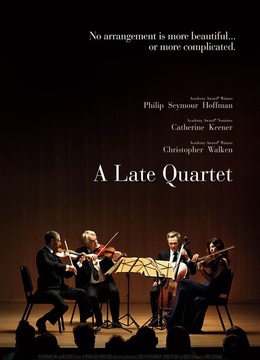 No arrangement is more beautiful...
or more complicated.
Academy Award® Winner
Philip Seymour Hoffman
Academy Award® Nominee
Catherine Keener
Academy Award® Winner
Christopher Walken
A Late Quartet